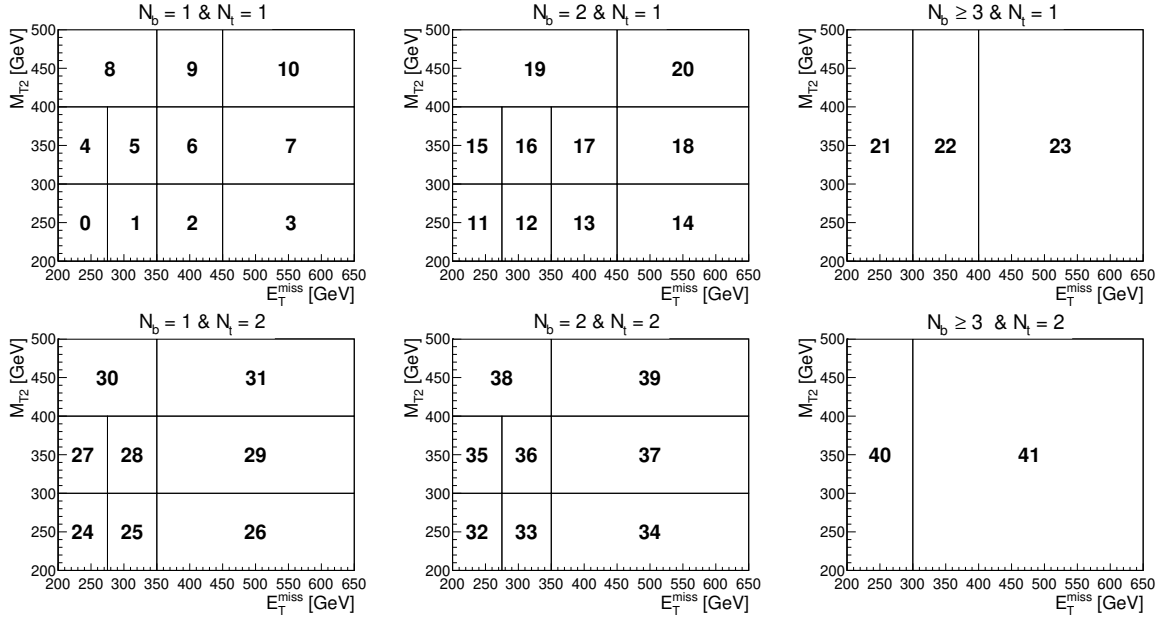 N_b = 1 & N_t = 1
M_T2 [GeV]
500
450
400
350
300
250
200
8 9 10
4 5 6 7
0 1 2 3
200 250 300 350 400 450 500 550 600 650
E_T^miss [GeV]
N_b = 2 & N_t = 1
M_T2 [GeV]
500
450
400
350
300
250
200
19 20
15 16 17 18
11 12 13 14
200 250 300 350 400 450 500 550 600 650
E_T^miss [GeV]
N_b ≥ 3 & N_t = 1
M_T2 [GeV]
500
450
400
350
300
250
200
21 22 23
200 250 300 350 400 450 500 550 600 650
E_T^miss [GeV]
N_b = 1 & N_t = 2
M_T2 [GeV]
500
450
400
350
300
250
200
30 31
27 28 29
24 25 26
200 250 300 350 400 450 500 550 600 650
E_T^miss [GeV]
N_b = 2 & N_t = 2
M_T2 [GeV]
500
450
400
350
300
250
200
38 39
35 36 37
32 33 34
200 250 300 350 400 450 500 550 600 650
E_T^miss [GeV]
N_b ≥ 3 & N_t = 2
M_T2 [GeV]
500
450
400
350
300
250
200
40 41
200 250 300 350 400 450 500 550 600 650
E_T^miss [GeV]